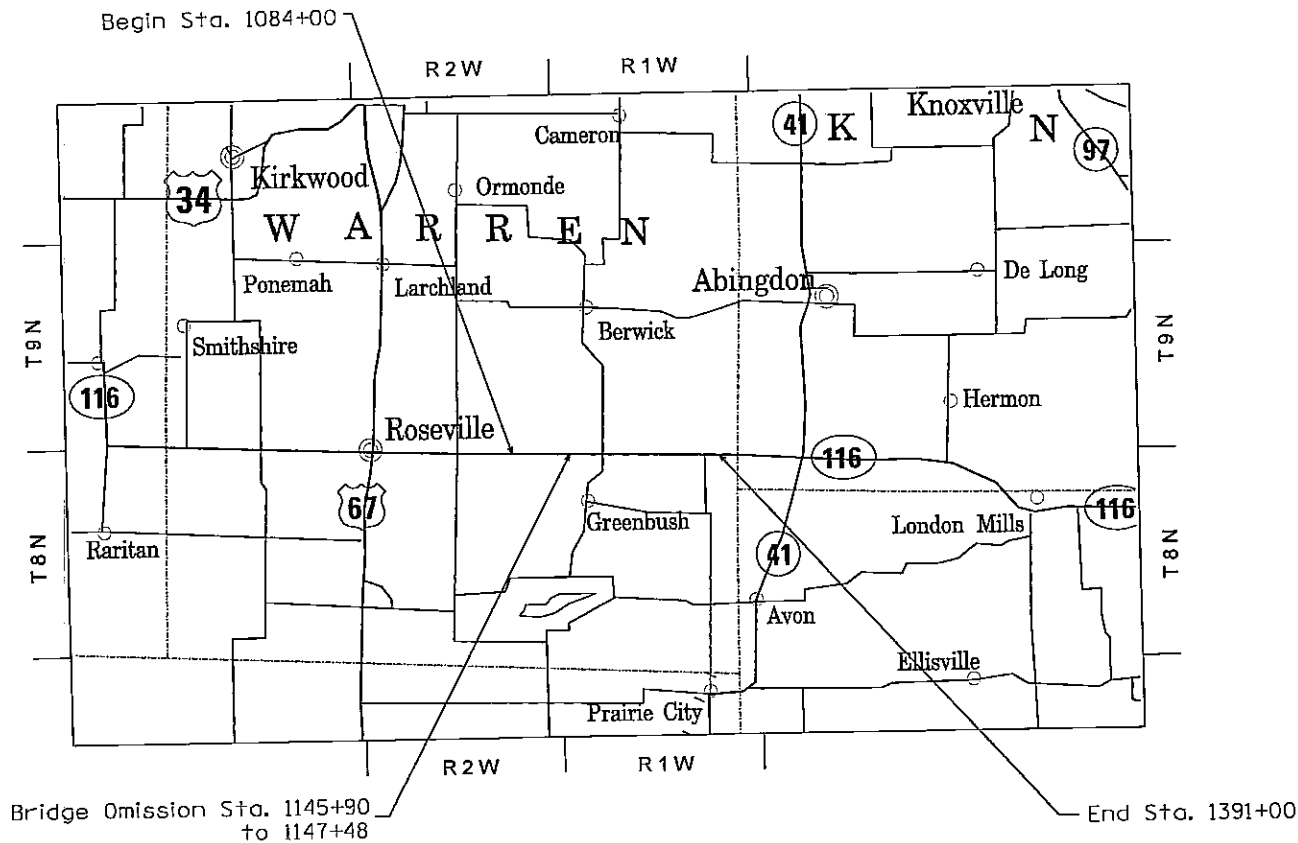 Begin Sta. 1084+00
R2W
R1W
Cameron
41
K
Knoxville
N
97
34
Kirkwood
Ormonde
W A R R E N
Ponemah
Larchland
Abingdon
De Long
Berwick
T9N
Smithshire
T9N
116
Hermon
Roseville
116
67
Greenbush
London Mills
116
T8N
Raritan
41
T8N
Avon
Ellisville
Prairie City
R2W
R1W
Bridge Omission Sta. 1145+90
to 1147+48
End Sta. 1391+00